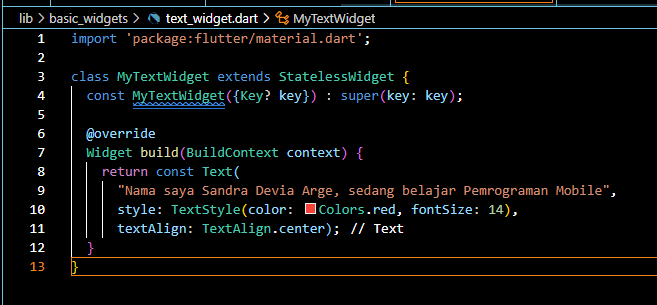 lib > basic_widgets > text_widget.dart > MyTextWidget
1 import 'package:flutter/material.dart';
2
3 class MyTextWidget extends StatelessWidget {
4 const MyTextWidget({Key? key}) : super(key: key);
5
6 @override
7 Widget build(BuildContext context) {
8 return const Text(
9 "Nama saya Sandra Devia Arge, sedang belajar Pemrograman Mobile",
10 style: TextStyle(color: Colors.red, fontSize: 14),
11 textAlign: TextAlign.center); // Text
12 }
13 }